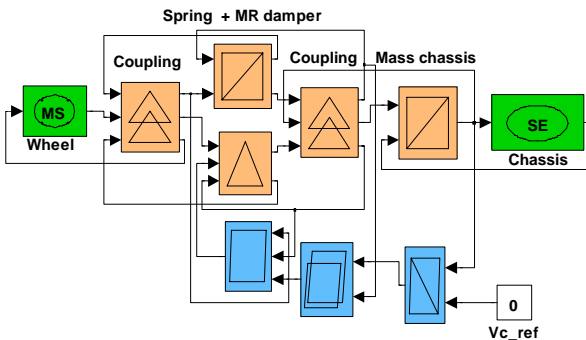 Spring + MR damper
Coupling
Coupling
Mass chassis
MS
SE
Wheel
Chassis
0
Vc_ref